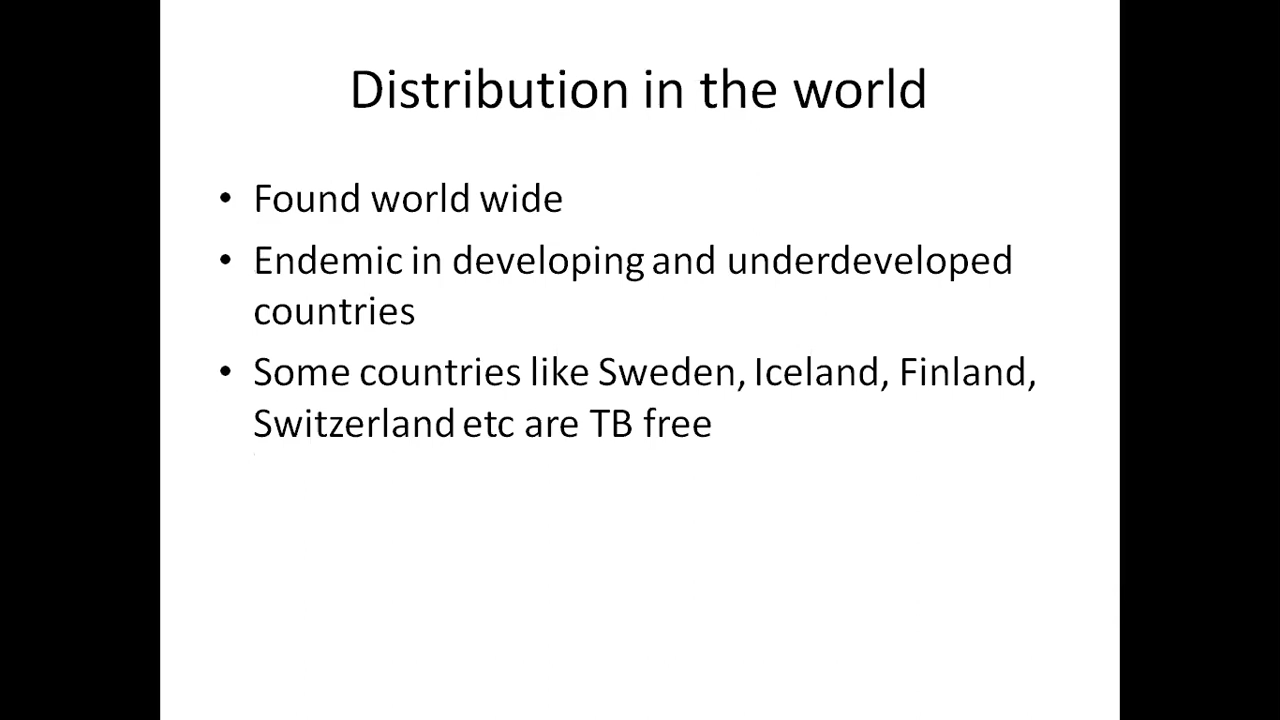 Distribution in the world
• Found world wide
• Endemic in developing and underdeveloped
countries
• Some countries like Sweden, Iceland, Finland,
Switzerland etc are TB free